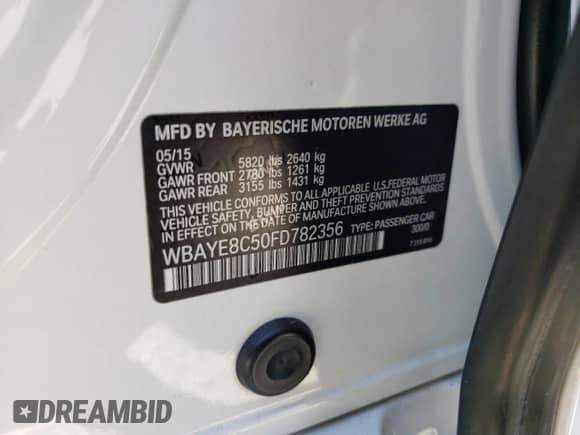 MFD BY BAYERISCHE MOTOREN WERKE AG
05/15
GVWR 5820 lbs 2640 kg
GAWR FRONT 2780 lbs 1261 kg
GAWR REAR 3155 lbs 1431 kg
THIS VEHICLE CONFORMS TO ALL APPLICABLE U.S. FEDERAL MOTOR
VEHICLE SAFETY, BUMPER AND THEFT PREVENTION STANDARDS
IN EFFECT ON THE DATE OF MANUFACTURE SHOWN ABOVE.
WBAYE8C50FD782356 TYPE: PASSENGER CAR
300/0
DREAMBID